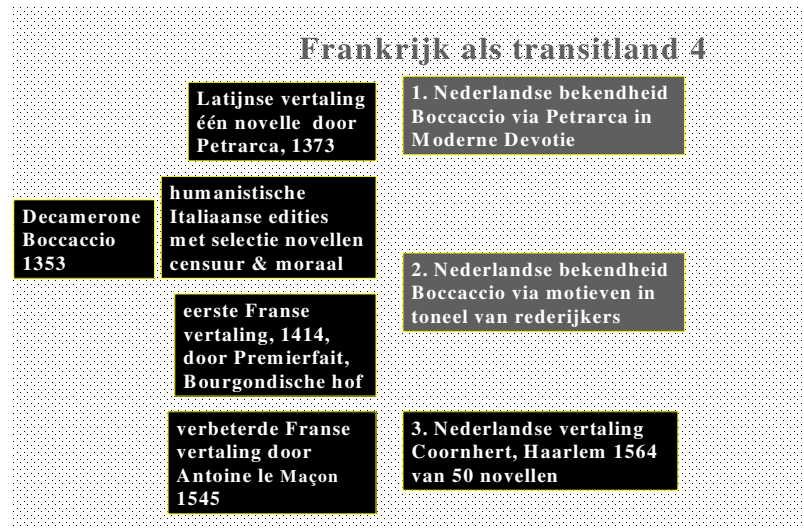 Frankrijk als transitland 4
Latijnse vertaling
één novelle door
Petrarca, 1373
1. Nederlandse bekendheid
Boccaccio via Petrarca in
Moderne Devotie
Decamerone
Boccaccio
1353
humanistische
Italiaanse edities
met selectie novellen
censuur & moraal
2. Nederlandse bekendheid
Boccaccio via motieven in
toneel van rederijkers
eerste Franse
vertaling, 1414,
door Premierfait,
Bourgondische hof
verbeterde Franse
vertaling door
Antoine le Maçon
1545
3. Nederlandse vertaling
Coornhert, Haarlem 1564
van 50 novellen